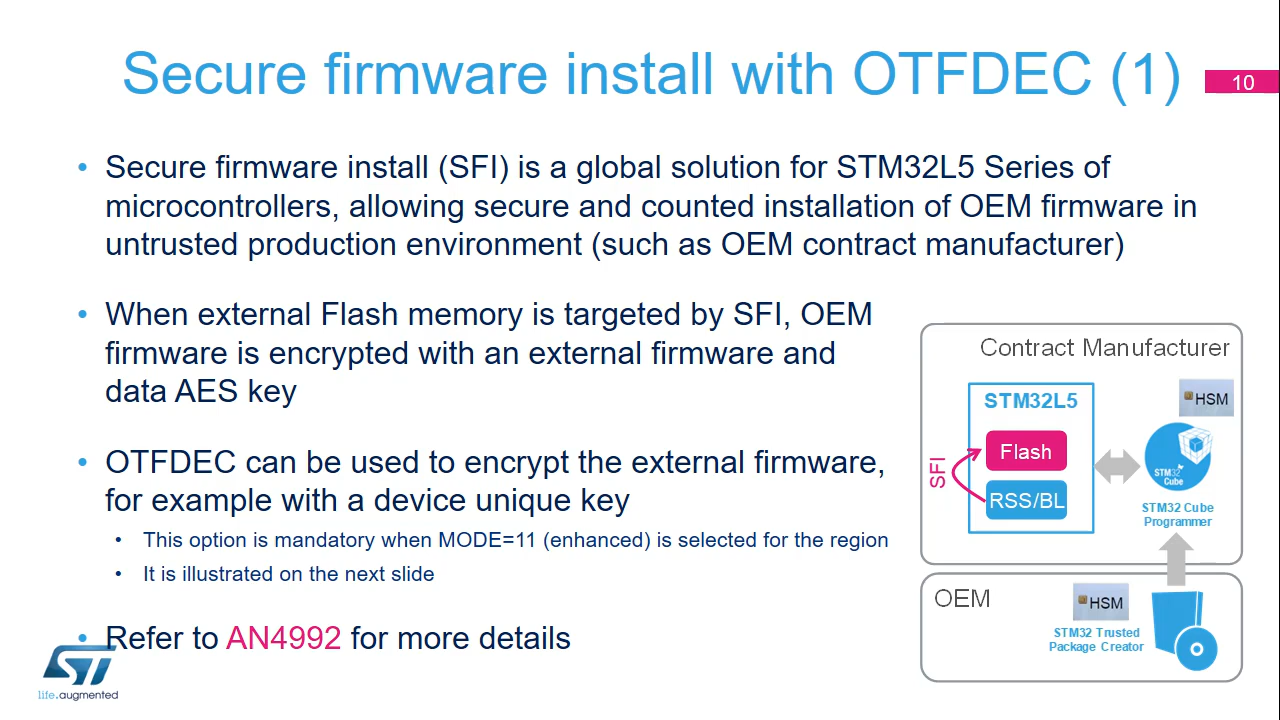 Secure firmware install with OTFDEC (1)
10
• Secure firmware install (SFI) is a global solution for STM32L5 Series of
microcontrollers, allowing secure and counted installation of OEM firmware in
untrusted production environment (such as OEM contract manufacturer)
• When external Flash memory is targeted by SFI, OEM
firmware is encrypted with an external firmware and
data AES key
• OTFDEC can be used to encrypt the external firmware,
for example with a device unique key
• This option is mandatory when MODE=11 (enhanced) is selected for the region
• It is illustrated on the next slide
• Refer to AN4992 for more details
Contract Manufacturer
HSM
STM32L5
Flash
SFI
RSS/BL
STM32
Cube
STM32 Cube
Programmer
OEM
HSM
STM32 Trusted
Package Creator
ST
life.augmented